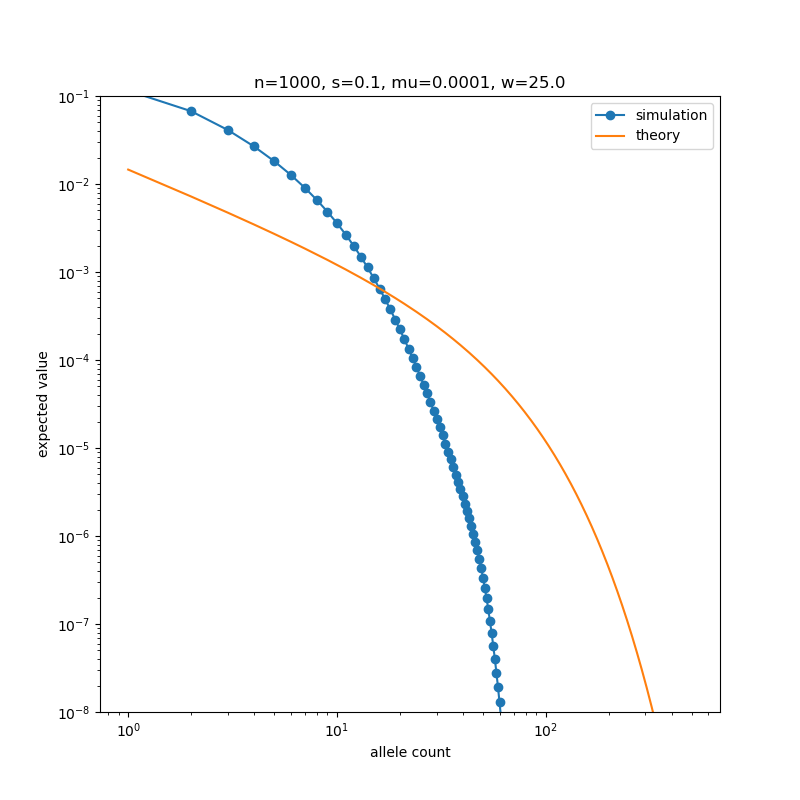 n=1000, s=0.1, mu=0.0001, w=25.0
simulation
theory
10⁻¹
10⁻²
10⁻³
10⁻⁴
10⁻⁵
10⁻⁶
10⁻⁷
10⁻⁸
expected value
10⁰ 10¹ 10²
allele count